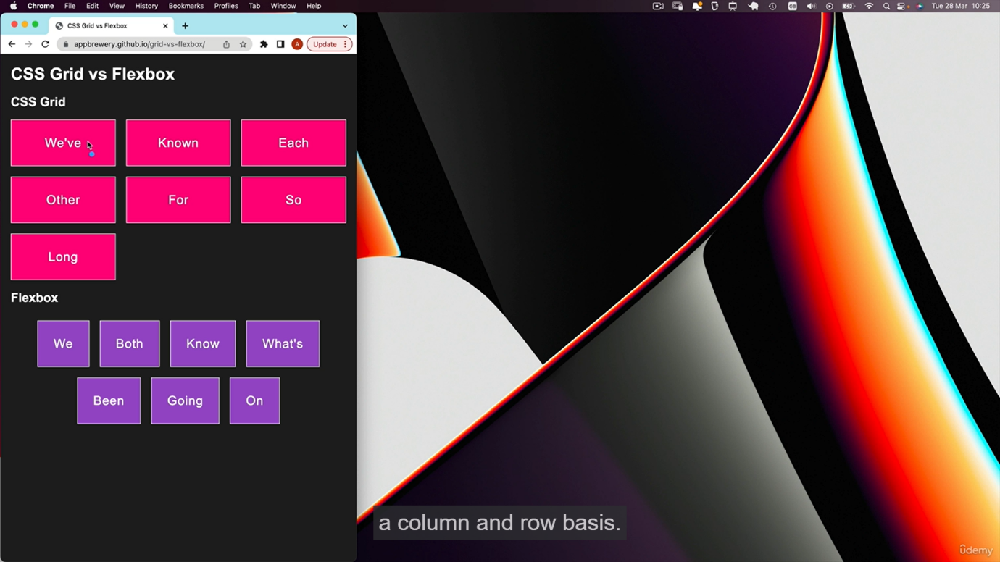 Chrome File Edit View History Bookmarks Profiles Tab Window Help
GB
Tue 28 Mar 10:25
CSS Grid vs Flexbox
appbrewery.github.io/grid-vs-flexbox/
A
Update
CSS Grid vs Flexbox
CSS Grid
We've Known Each
Other For So
Long
Flexbox
We Both Know What's
Been Going On
a column and row basis.
udemy